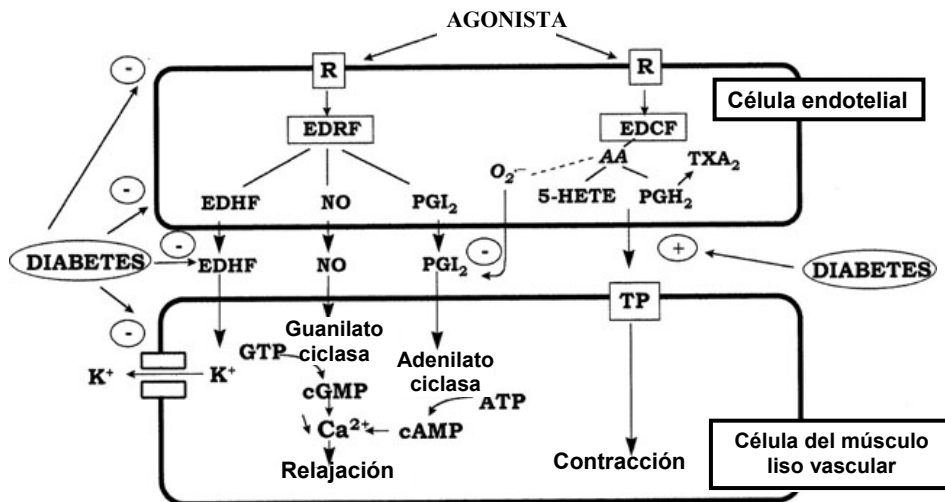 AGONISTA
-
R
R
Célula endotelial
EDRF
EDCF
AA
TXA₂
O₂⁻
5-HETE
PGH₂
-
EDHF
NO
PGI₂
-
-
+
DIABETES
EDHF
NO
PGI₂
DIABETES
TP
-
Guanilato
ciclasa
GTP
Adenilato
ciclasa
K⁺
K⁺
cGMP
ATP
Ca²⁺
cAMP
Relajación
Contracción
Célula del músculo
liso vascular